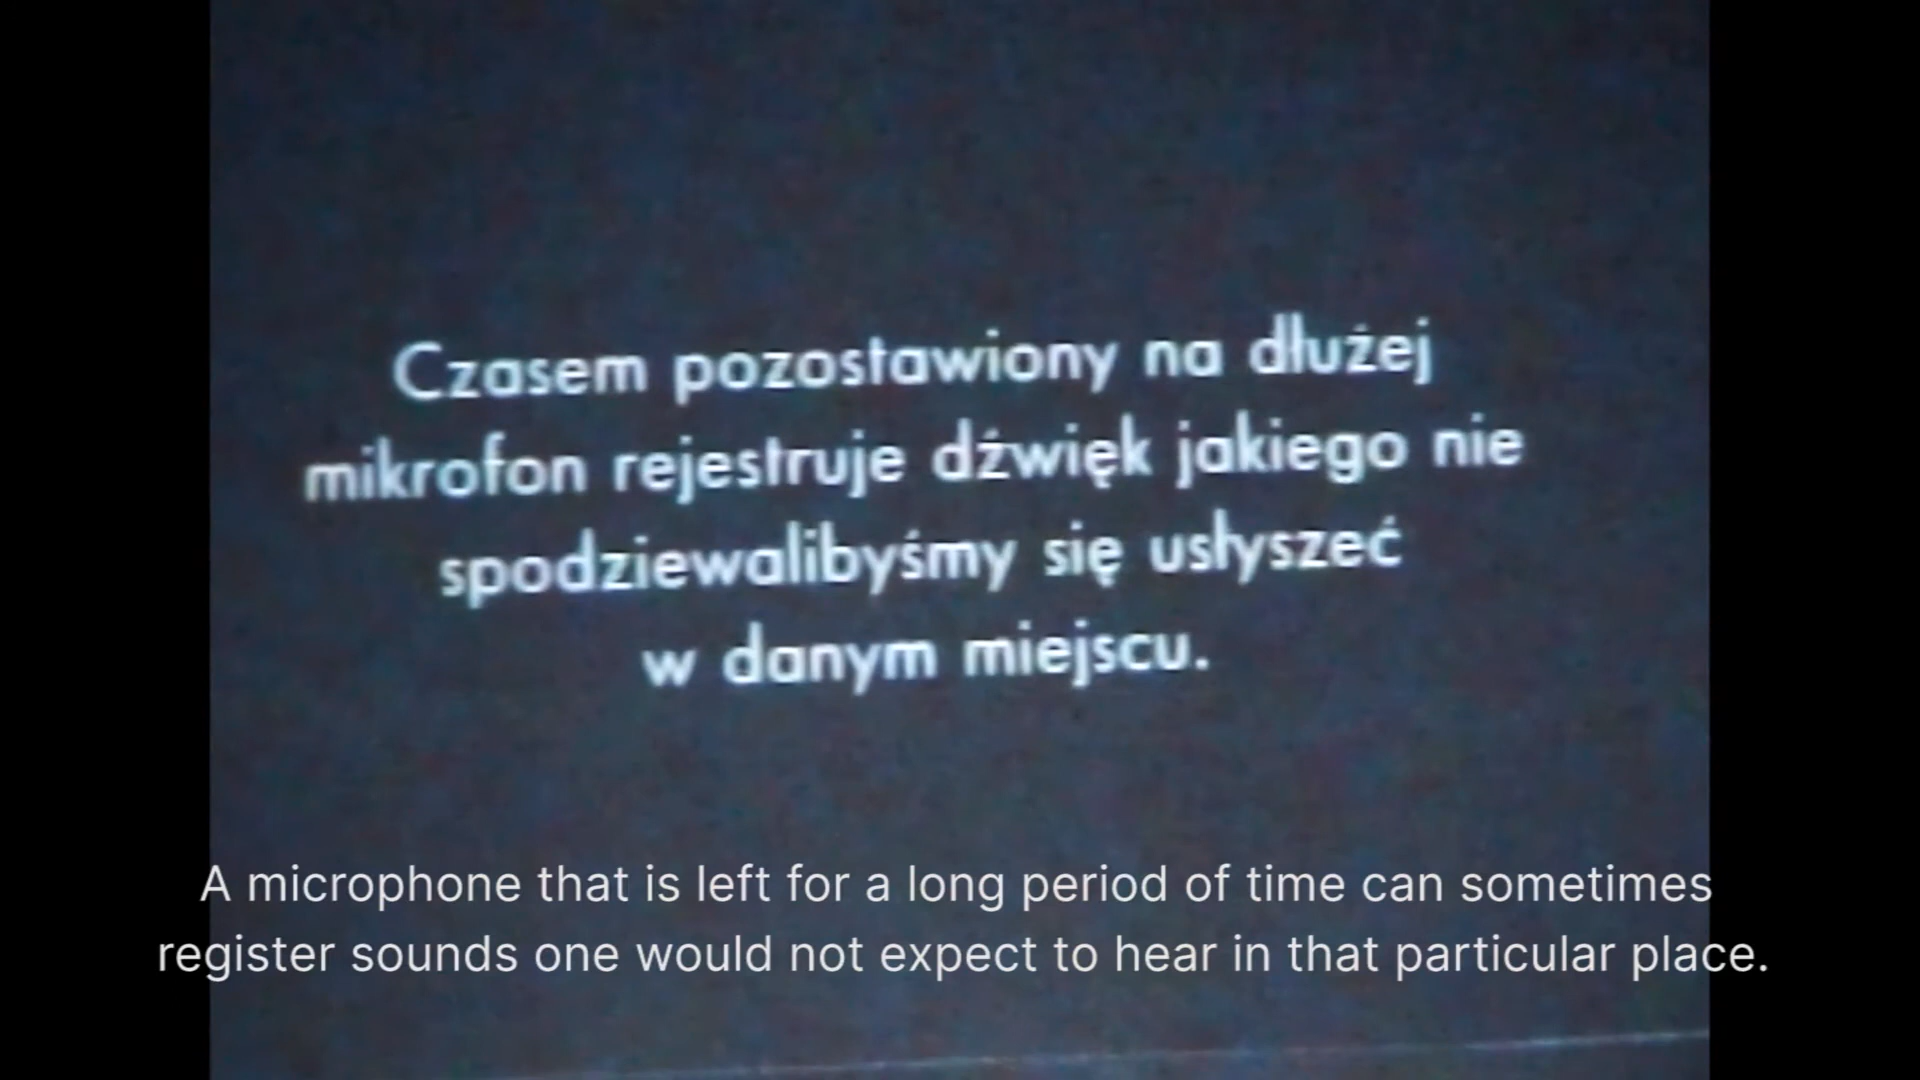 Czasem pozostawiony na dłużej
mikrofon rejestruje dźwięk jakiego nie
spodziewalibyśmy się usłyszeć
w danym miejscu.
A microphone that is left for a long period of time can sometimes
register sounds one would not expect to hear in that particular place.